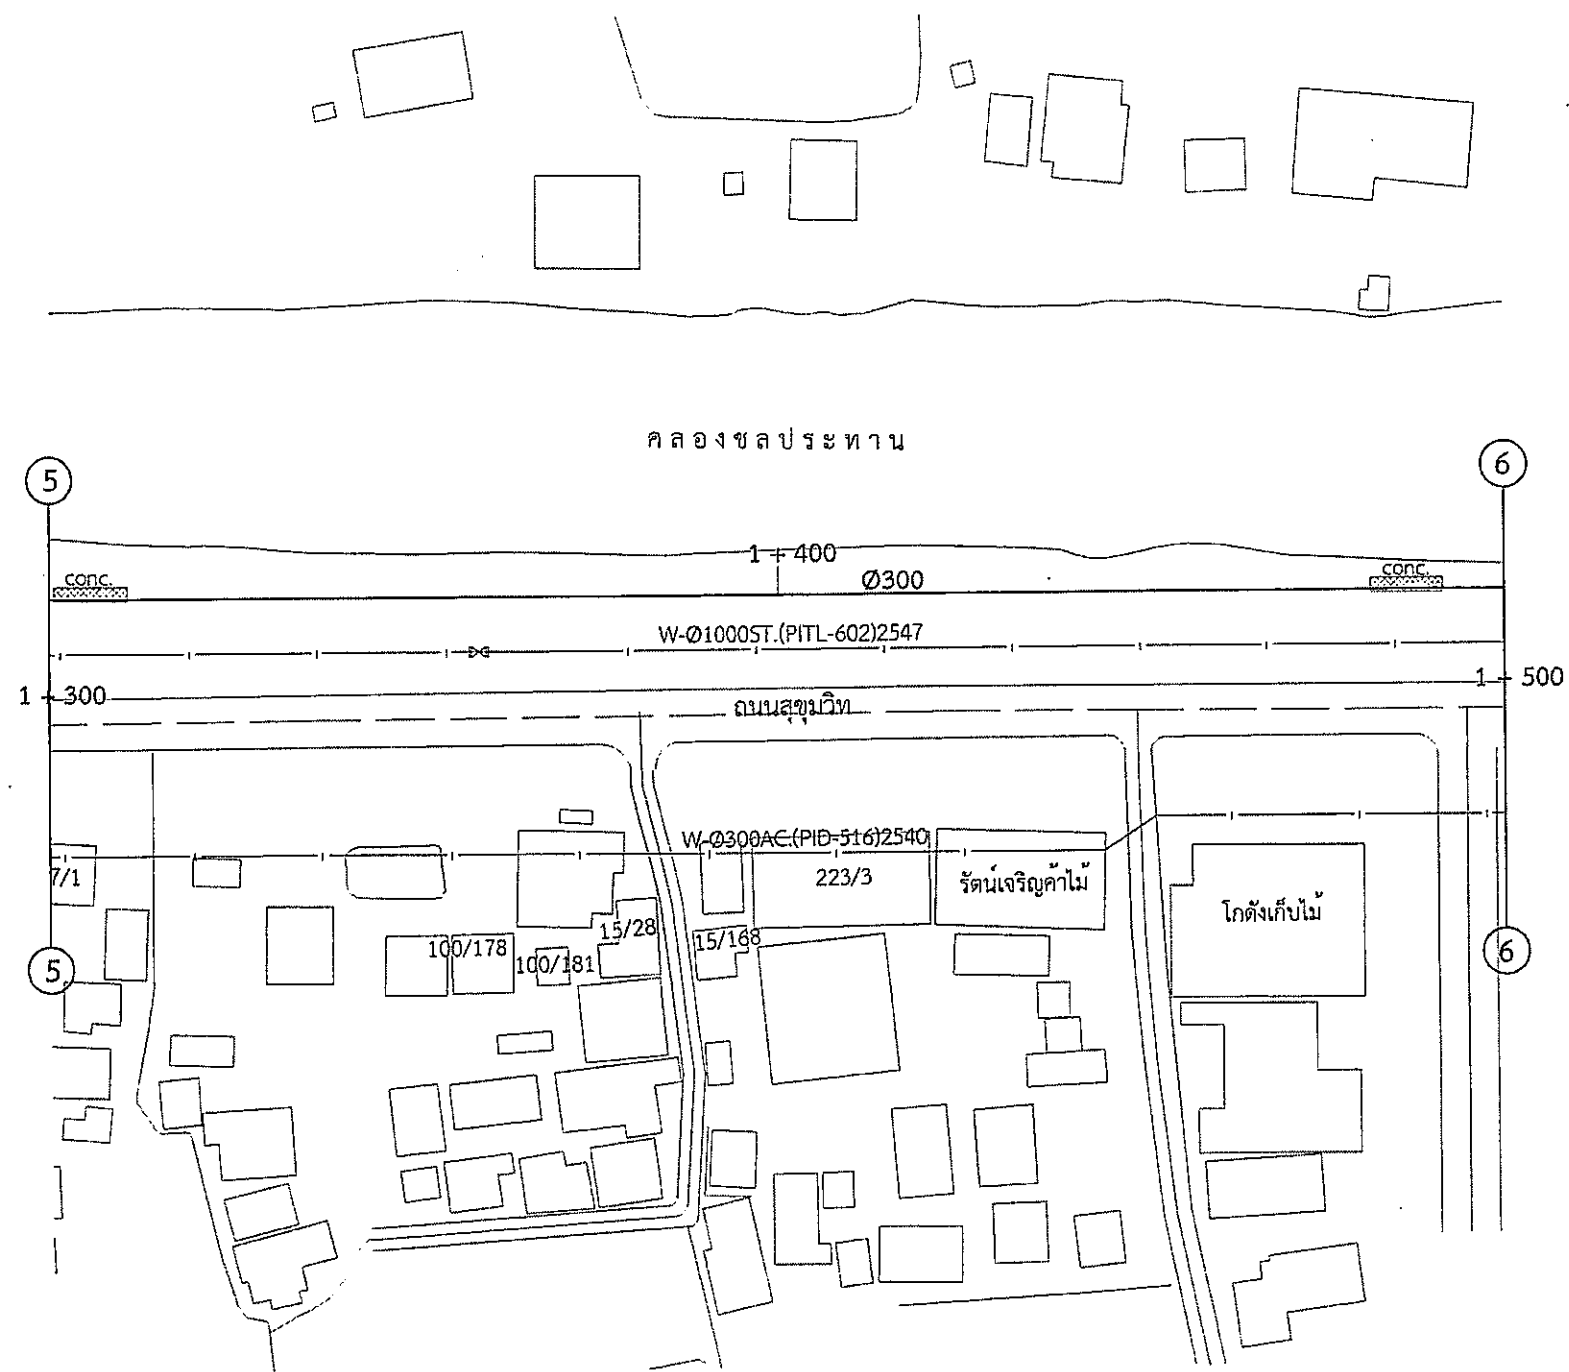 คลองชลประทาน
5
6
1 + 400
conc.
Ø300
conc.
W-Ø1000ST.(PITL-602)2547
1 + 300
1 + 500
ถนนสุขุมวิท
W-Ø300AC.(PID-516)2540
7/1
223/3
รัตน์เจริญค้าไม้
โกดังเก็บไม้
15/28
15/168
100/178
100/181
5
6